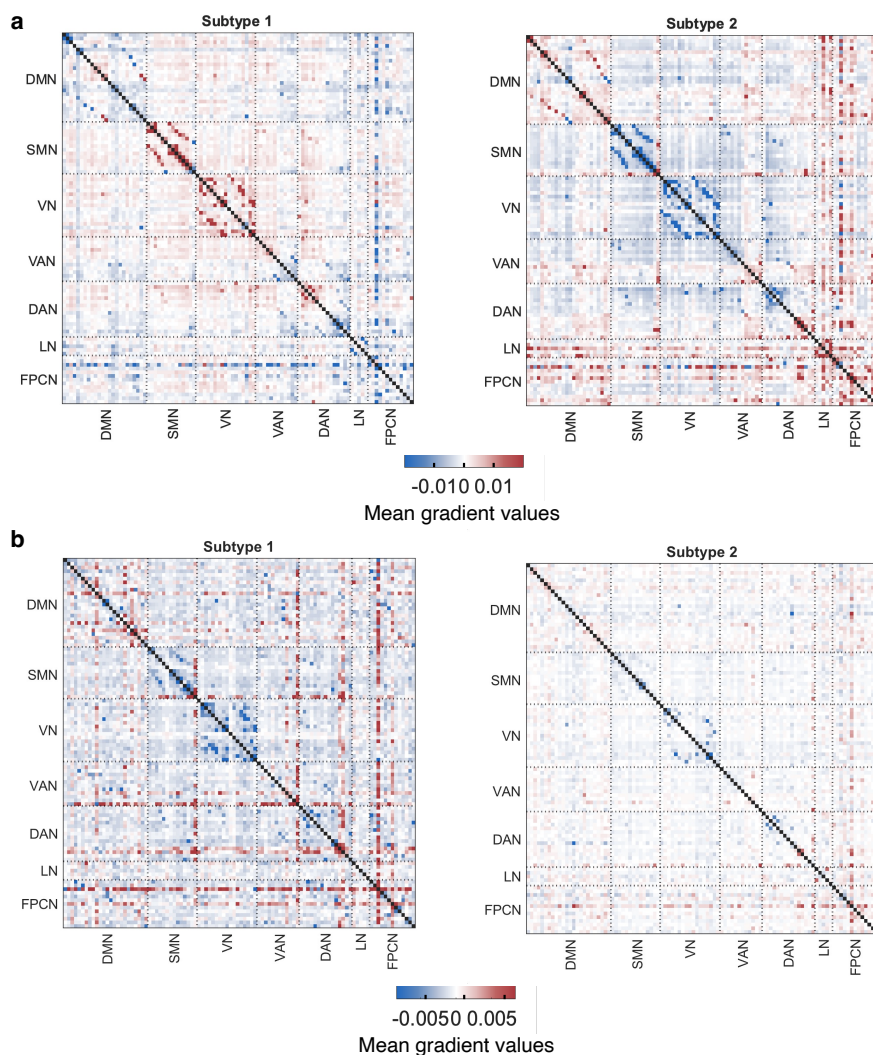 a
Subtype 1
Subtype 2
DMN
SMN
VN
VAN
DAN
LN
FPCN
DMN
SMN
VN
VAN
DAN
LN
FPCN
DMN
SMN
VN
VAN
DAN
LN
FPCN
DMN
SMN
VN
VAN
DAN
LN
FPCN
-0.010 0 0.01
Mean gradient values
b
Subtype 1
Subtype 2
DMN
SMN
VN
VAN
DAN
LN
FPCN
DMN
SMN
VN
VAN
DAN
LN
FPCN
DMN
SMN
VN
VAN
DAN
LN
FPCN
DMN
SMN
VN
VAN
DAN
LN
FPCN
-0.0050 0 0.005
Mean gradient values